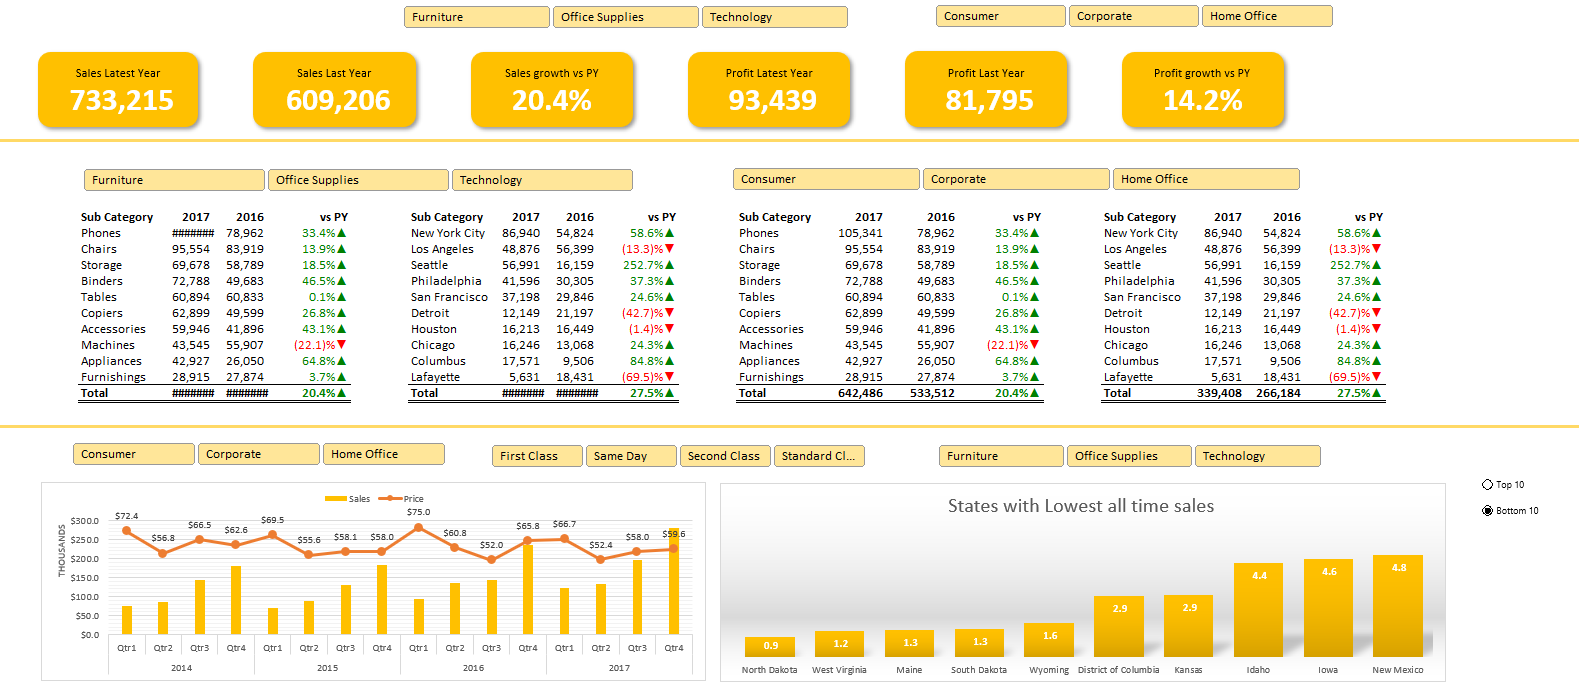 Furniture Office Supplies Technology Consumer Corporate Home Office
Sales Latest Year Sales Last Year Sales growth vs PY Profit Latest Year Profit Last Year Profit growth vs PY
733,215 609,206 20.4% 93,439 81,795 14.2%
Furniture Office Supplies Technology Consumer Corporate Home Office
Sub Category 2017 2016 vs PY Sub Category 2017 2016 vs PY Sub Category 2017 2016 vs PY Sub Category 2017 2016 vs PY
Phones ####### 78,962 33.4%▲ New York City 86,940 54,824 58.6%▲ Phones 105,341 78,962 33.4%▲ New York City 86,940 54,824 58.6%▲
Chairs 95,554 83,919 13.9%▲ Los Angeles 48,876 56,399 (13.3)%▼ Chairs 95,554 83,919 13.9%▲ Los Angeles 48,876 56,399 (13.3)%▼
Storage 69,678 58,789 18.5%▲ Seattle 56,991 16,159 252.7%▲ Storage 69,678 58,789 18.5%▲ Seattle 56,991 16,159 252.7%▲
Binders 72,788 49,683 46.5%▲ Philadelphia 41,596 30,305 37.3%▲ Binders 72,788 49,683 46.5%▲ Philadelphia 41,596 30,305 37.3%▲
Tables 60,894 60,833 0.1%▲ San Francisco 37,198 29,846 24.6%▲ Tables 60,894 60,833 0.1%▲ San Francisco 37,198 29,846 24.6%▲
Copiers 62,899 49,599 26.8%▲ Detroit 12,149 21,197 (42.7)%▼ Copiers 62,899 49,599 26.8%▲ Detroit 12,149 21,197 (42.7)%▼
Accessories 59,946 41,896 43.1%▲ Houston 16,213 16,449 (1.4)%▼ Accessories 59,946 41,896 43.1%▲ Houston 16,213 16,449 (1.4)%▼
Machines 43,545 55,907 (22.1)%▼ Chicago 16,246 13,068 24.3%▲ Machines 43,545 55,907 (22.1)%▼ Chicago 16,246 13,068 24.3%▲
Appliances 42,927 26,050 64.8%▲ Columbus 17,571 9,506 84.8%▲ Appliances 42,927 26,050 64.8%▲ Columbus 17,571 9,506 84.8%▲
Furnishings 28,915 27,874 3.7%▲ Lafayette 5,631 18,431 (69.5)%▼ Furnishings 28,915 27,874 3.7%▲ Lafayette 5,631 18,431 (69.5)%▼
Total ####### ####### 20.4%▲ Total ####### ####### 27.5%▲ Total 642,486 533,512 20.4%▲ Total 339,408 266,184 27.5%▲
Consumer Corporate Home Office First Class Same Day Second Class Standard Cl... Furniture Office Supplies Technology
Sales Price
THOUSANDS
$300.0
$250.0
$200.0
$150.0
$100.0
$50.0
$0.0
$72.4 $56.8 $66.5 $62.6 $69.5 $55.6 $58.1 $58.0 $75.0 $60.8 $52.0 $65.8 $66.7 $52.4 $58.0 $59.6
Qtr1 Qtr2 Qtr3 Qtr4 Qtr1 Qtr2 Qtr3 Qtr4 Qtr1 Qtr2 Qtr3 Qtr4 Qtr1 Qtr2 Qtr3 Qtr4
2014 2015 2016 2017
States with Lowest all time sales
0.9 1.2 1.3 1.3 1.6 2.9 2.9 4.4 4.6 4.8
North Dakota West Virginia Maine South Dakota Wyoming District of Columbia Kansas Idaho Iowa New Mexico
Top 10
Bottom 10